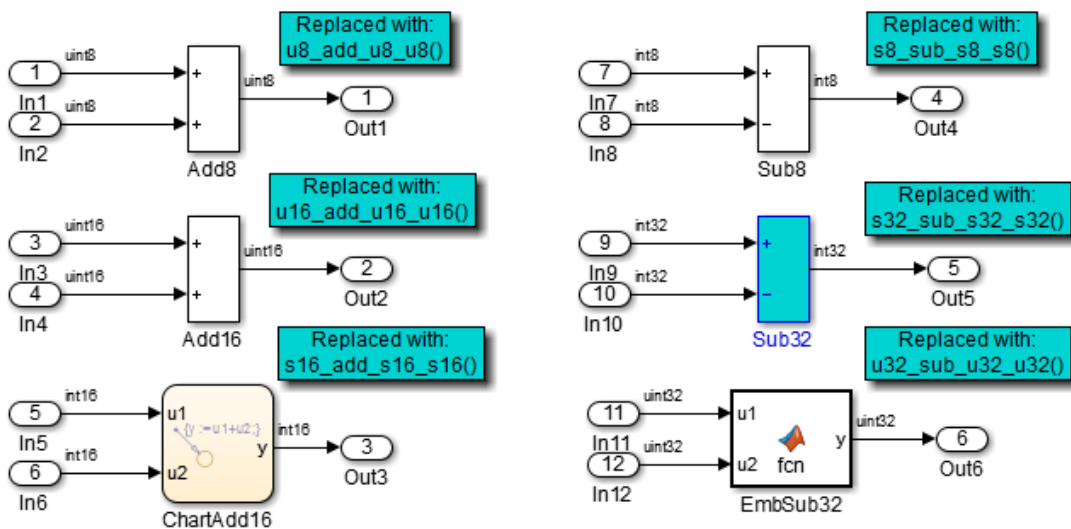 Replaced with:
u8_add_u8_u8()
uint8
1
In1
uint8
2
In2
+
+
Add8
uint8
1
Out1
Replaced with:
u16_add_u16_u16()
uint16
3
In3
uint16
4
In4
+
+
Add16
uint16
2
Out2
Replaced with:
s16_add_s16_s16()
int16
5
In5
int16
6
In6
u1
{y :=u1+u2;}
y
u2
ChartAdd16
int16
3
Out3
Replaced with:
s8_sub_s8_s8()
int8
7
In7
int8
8
In8
+
−
Sub8
int8
4
Out4
Replaced with:
s32_sub_s32_s32()
int32
9
In9
int32
10
In10
+
−
Sub32
int32
5
Out5
Replaced with:
u32_sub_u32_u32()
uint32
11
In11
uint32
12
In12
u1
y
u2
fcn
EmbSub32
uint32
6
Out6